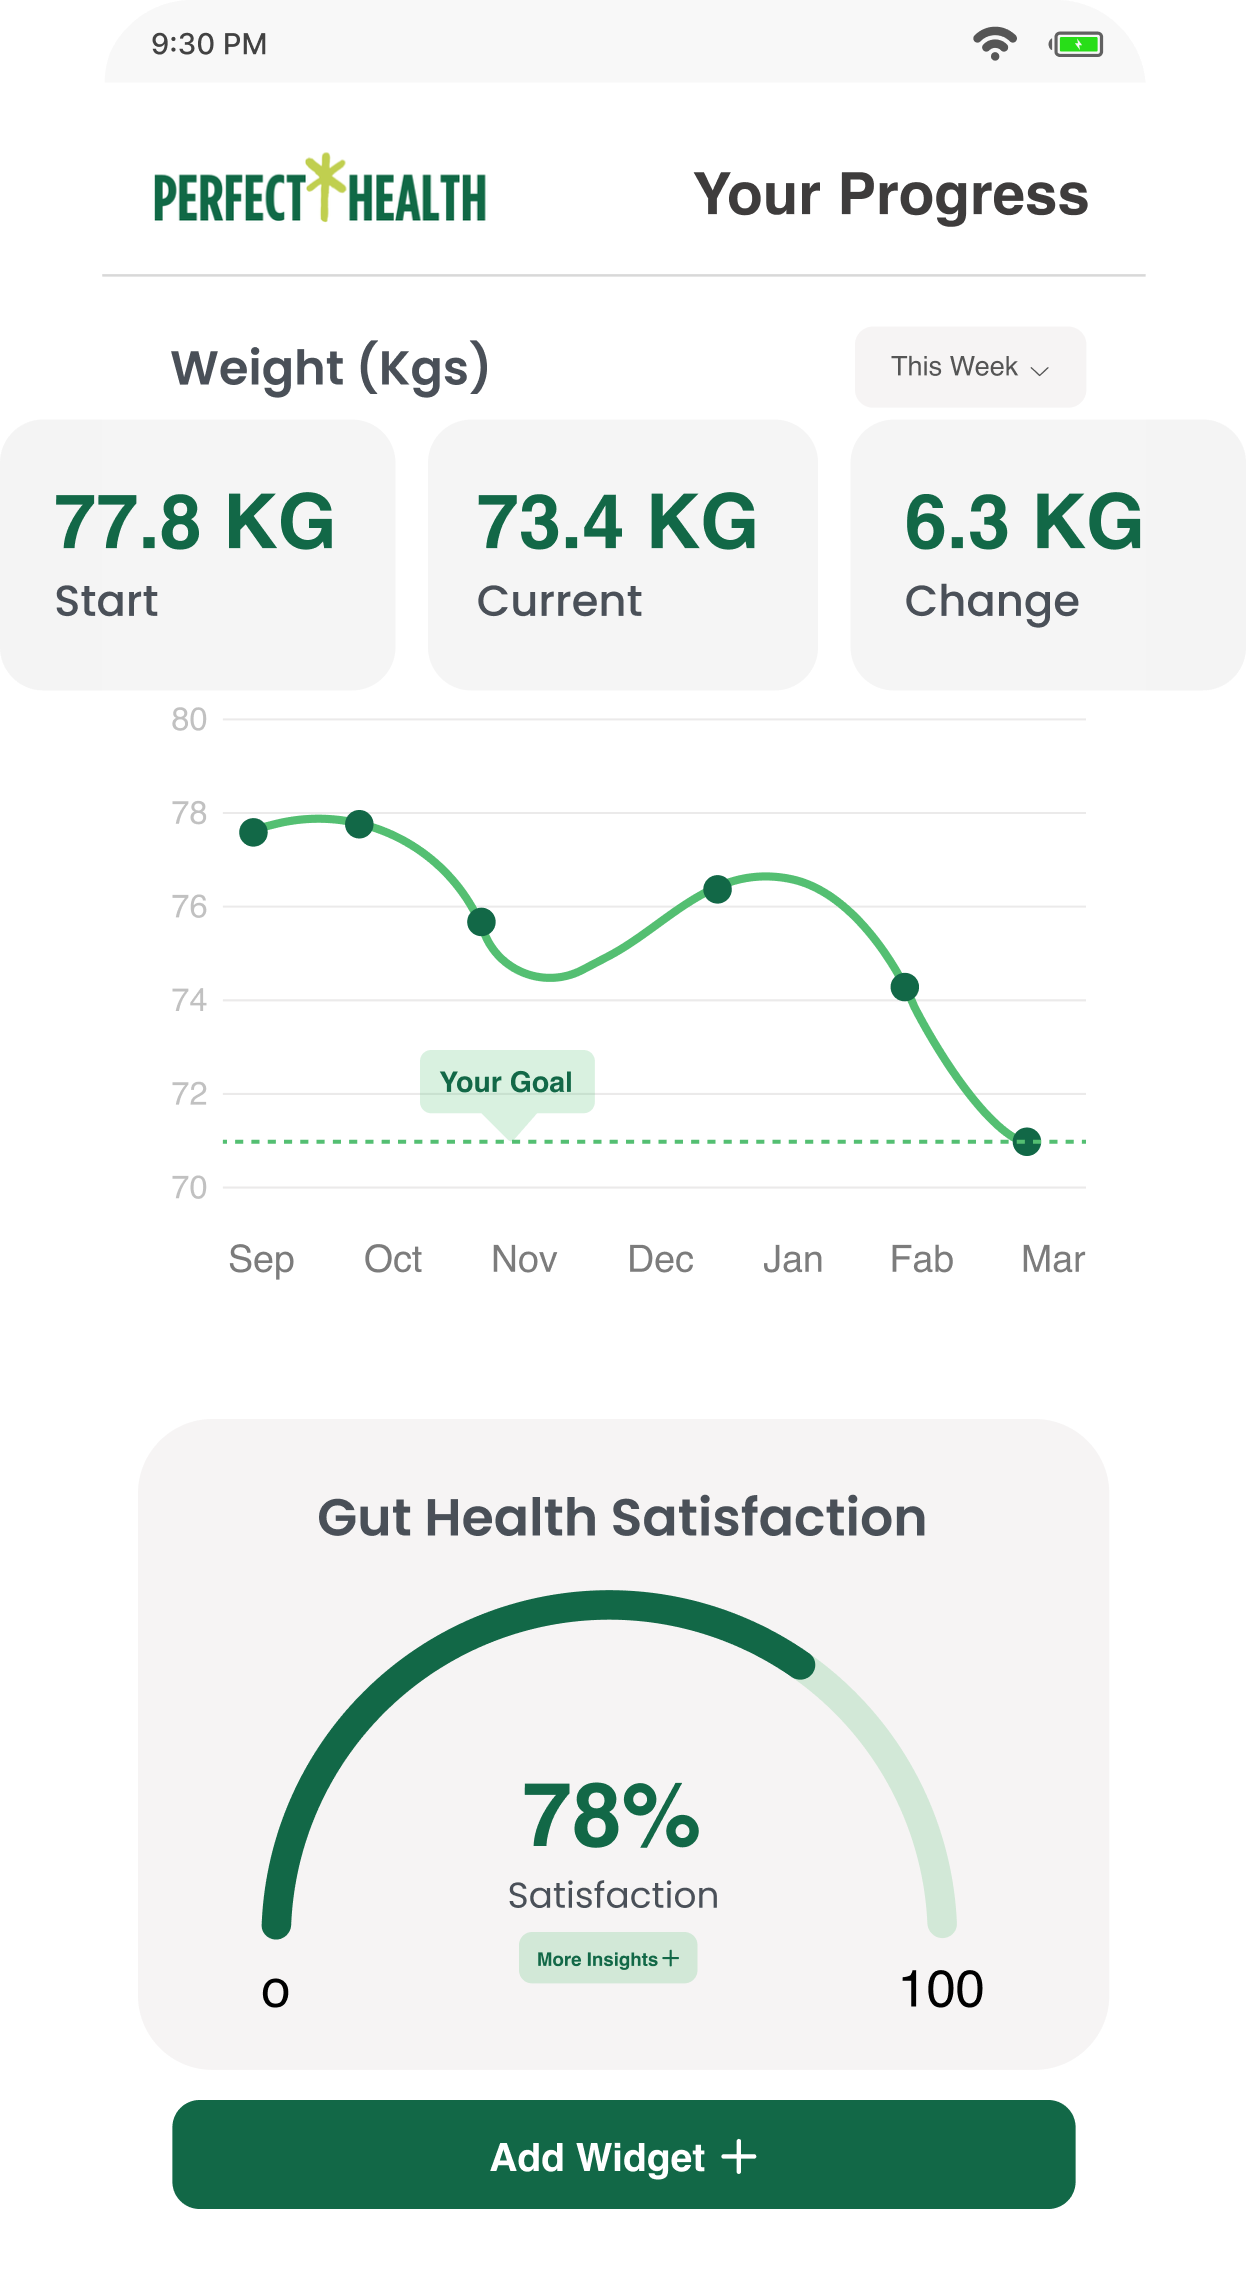 9:30 PM
PERFECT HEALTH
Your Progress
Weight (Kgs)
This Week
77.8 KG
Start
73.4 KG
Current
6.3 KG
Change
80
78
76
74
72
70
Your Goal
Sep Oct Nov Dec Jan Fab Mar
Gut Health Satisfaction
78%
Satisfaction
More Insights +
o
100
Add Widget +